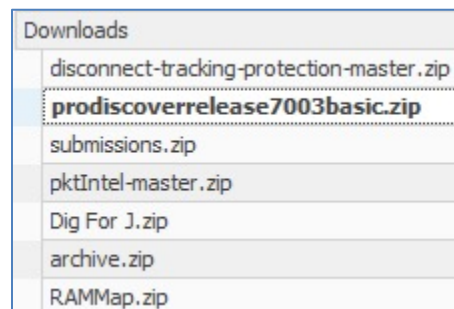 Downloads
disconnect-tracking-protection-master.zip
prodiscoverrelease7003basic.zip
submissions.zip
pktIntel-master.zip
Dig For J.zip
archive.zip
RAMMap.zip